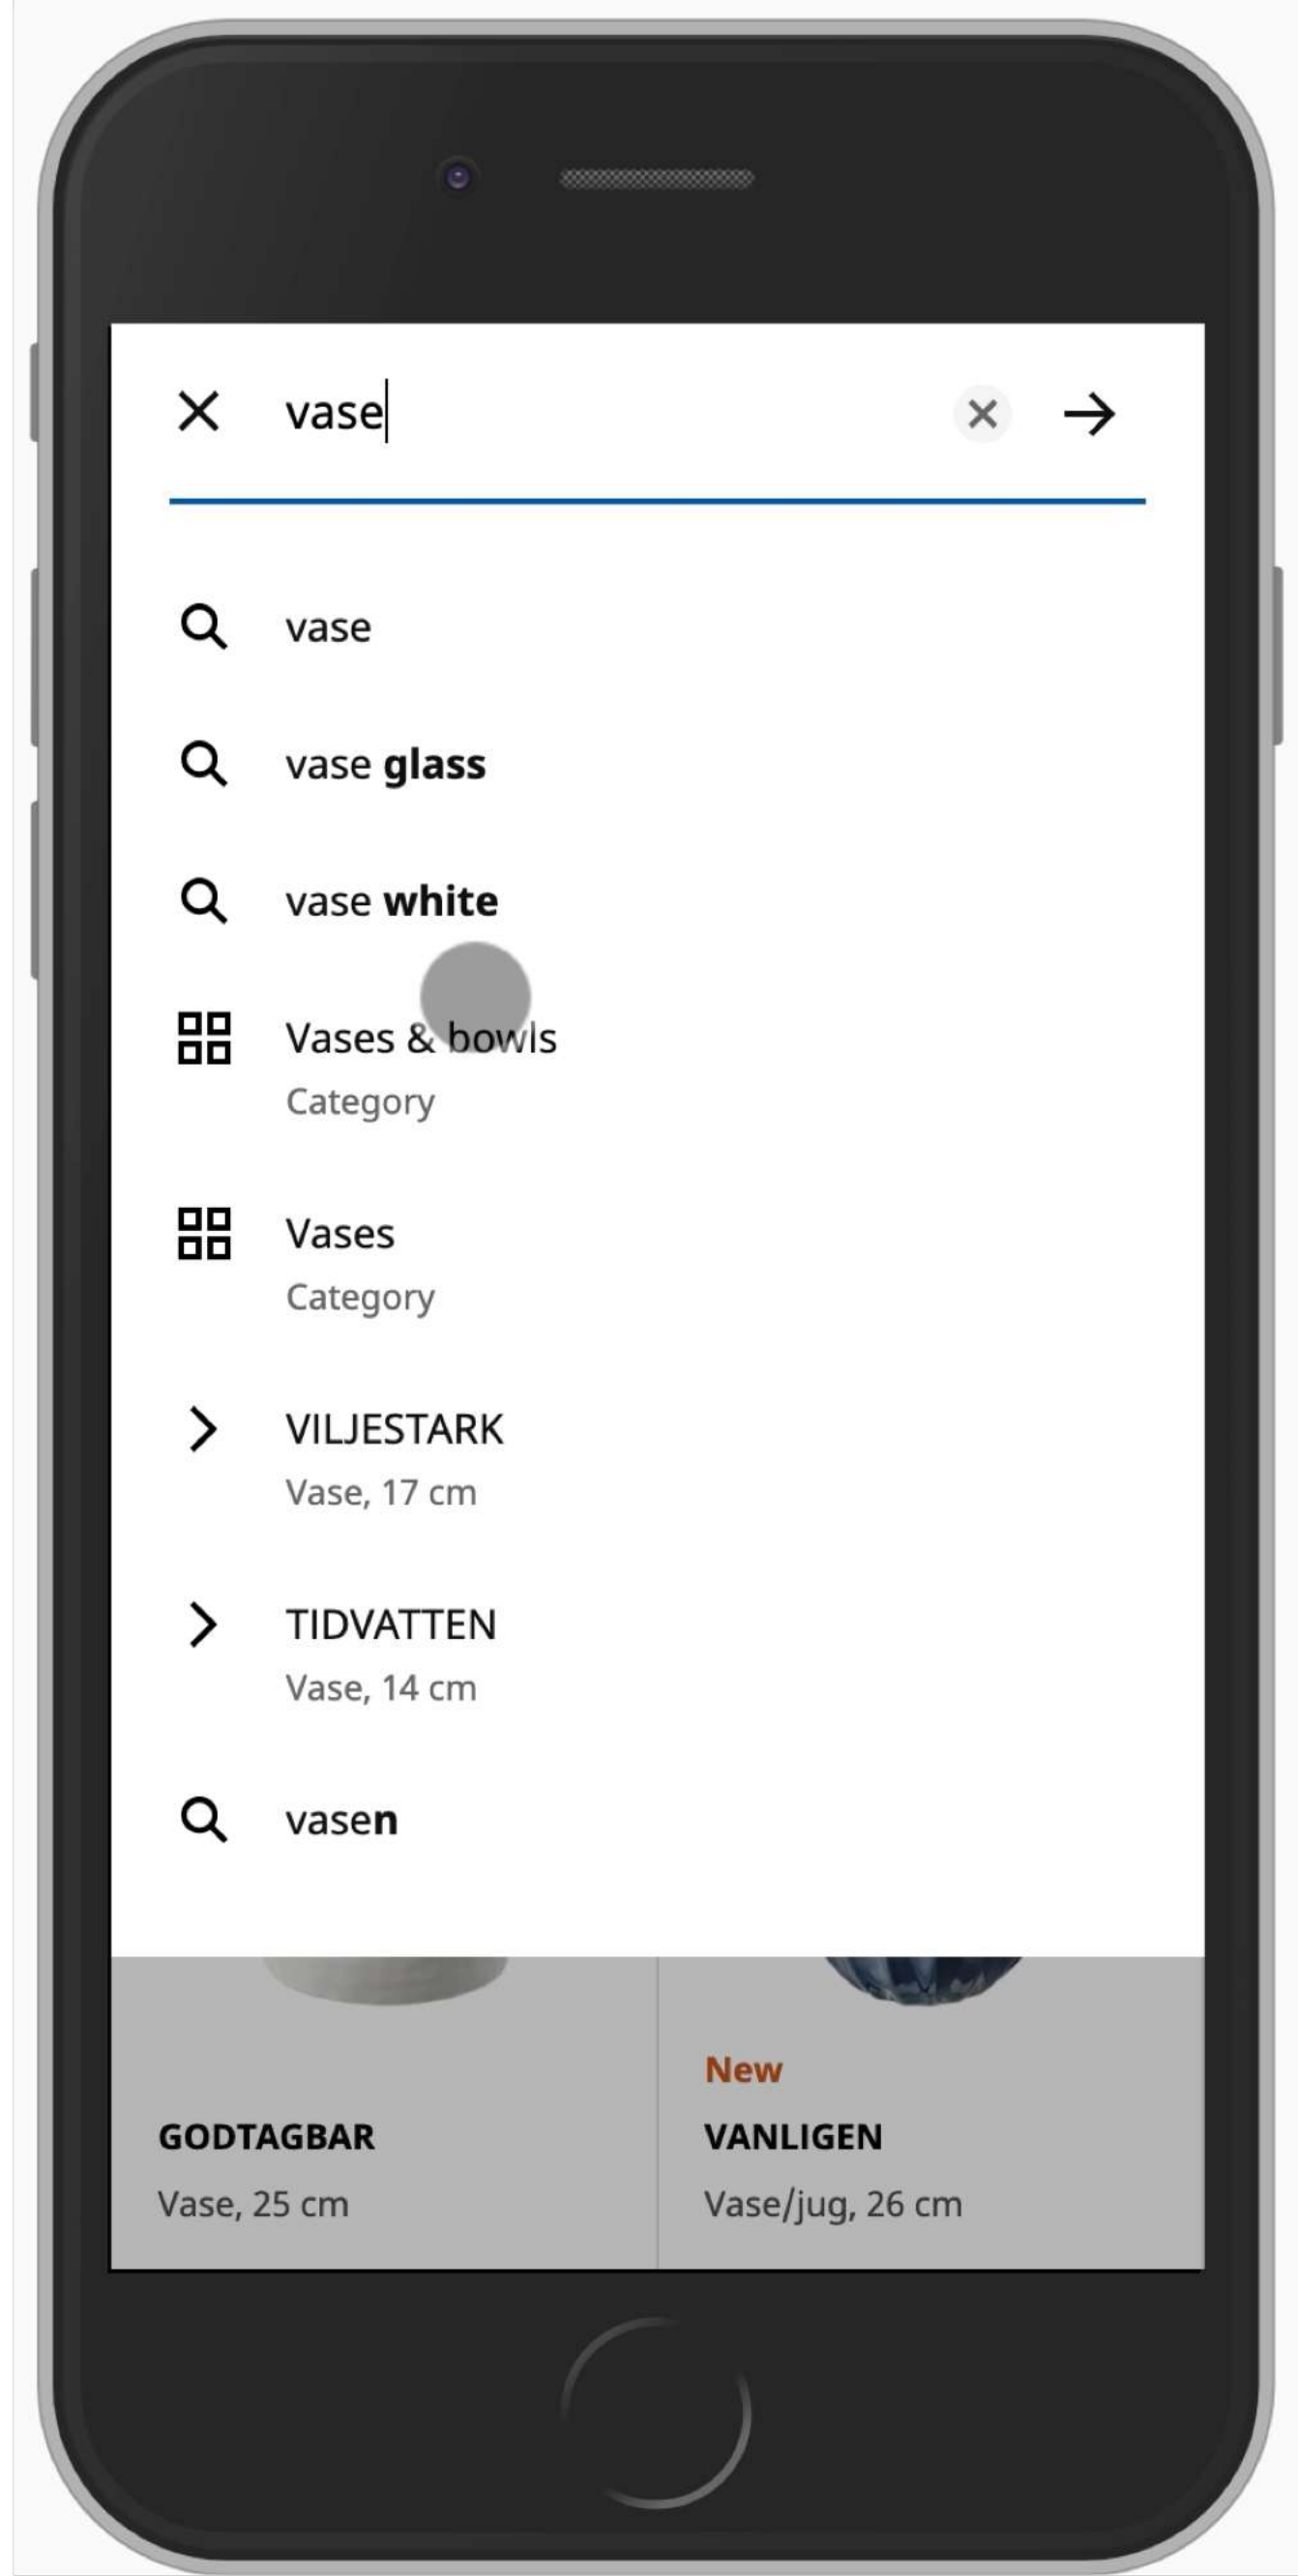 vase
vase
vase glass
vase white
Vases & bowls
Category
Vases
Category
VILJESTARK
Vase, 17 cm
TIDVATTEN
Vase, 14 cm
vasen
New
GODTAGBAR
VANLIGEN
Vase, 25 cm
Vase/jug, 26 cm